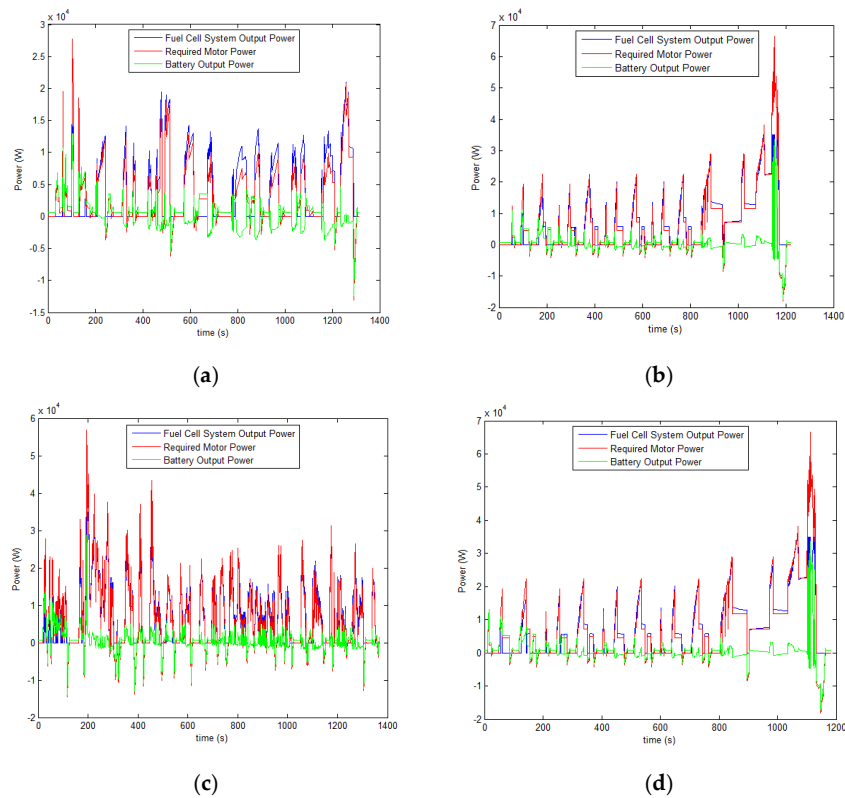 x 10^4
3
2.5
2
1.5
1
0.5
0
-0.5
-1
-1.5
Power (W)
Fuel Cell System Output Power
Required Motor Power
Battery Output Power
0 200 400 600 800 1000 1200 1400
time (s)
(a)
x 10^4
7
6
5
4
3
2
1
0
-1
-2
Power (W)
Fuel Cell System Output Power
Required Motor Power
Battery Output Power
0 200 400 600 800 1000 1200 1400
time (s)
(b)
x 10^4
6
5
4
3
2
1
0
-1
-2
Power (W)
Fuel Cell System Output Power
Required Motor Power
Battery Output Power
0 200 400 600 800 1000 1200 1400
time (s)
(c)
x 10^4
7
6
5
4
3
2
1
0
-1
-2
Power (W)
Fuel Cell System Output Power
Required Motor Power
Battery Output Power
0 200 400 600 800 1000 1200
time (s)
(d)